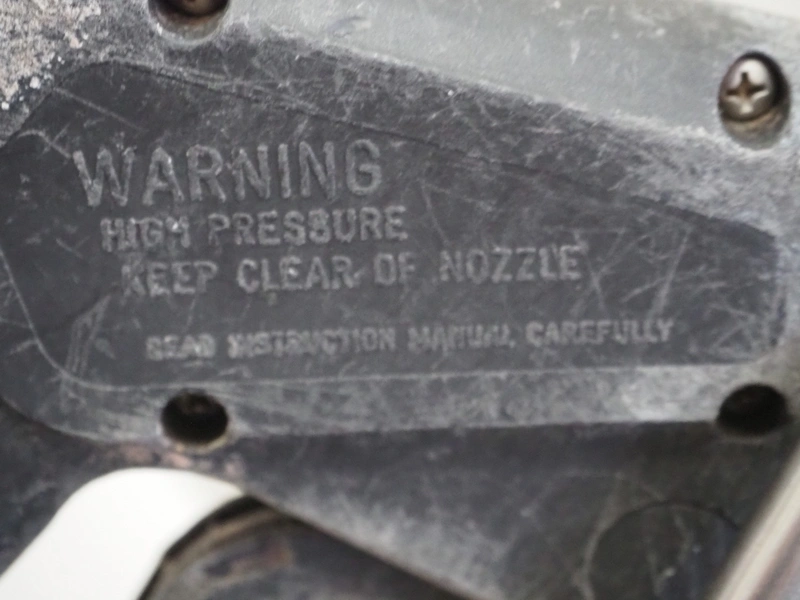 WARNING
HIGH PRESSURE
KEEP CLEAR OF NOZZLE
READ INSTRUCTION MANUAL CAREFULLY